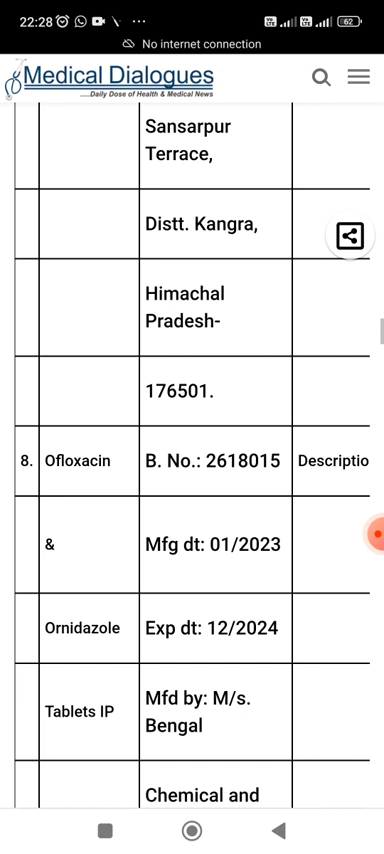 22:28
62
No internet connection
Medical Dialogues
....Daily Dose of Health & Medical News
Sansarpur
Terrace,
Distt. Kangra,
Himachal
Pradesh-
176501.
8. Ofloxacin B. No.: 2618015 Descriptio
& Mfg dt: 01/2023
Ornidazole Exp dt: 12/2024
Tablets IP Mfd by: M/s.
Bengal
Chemical and